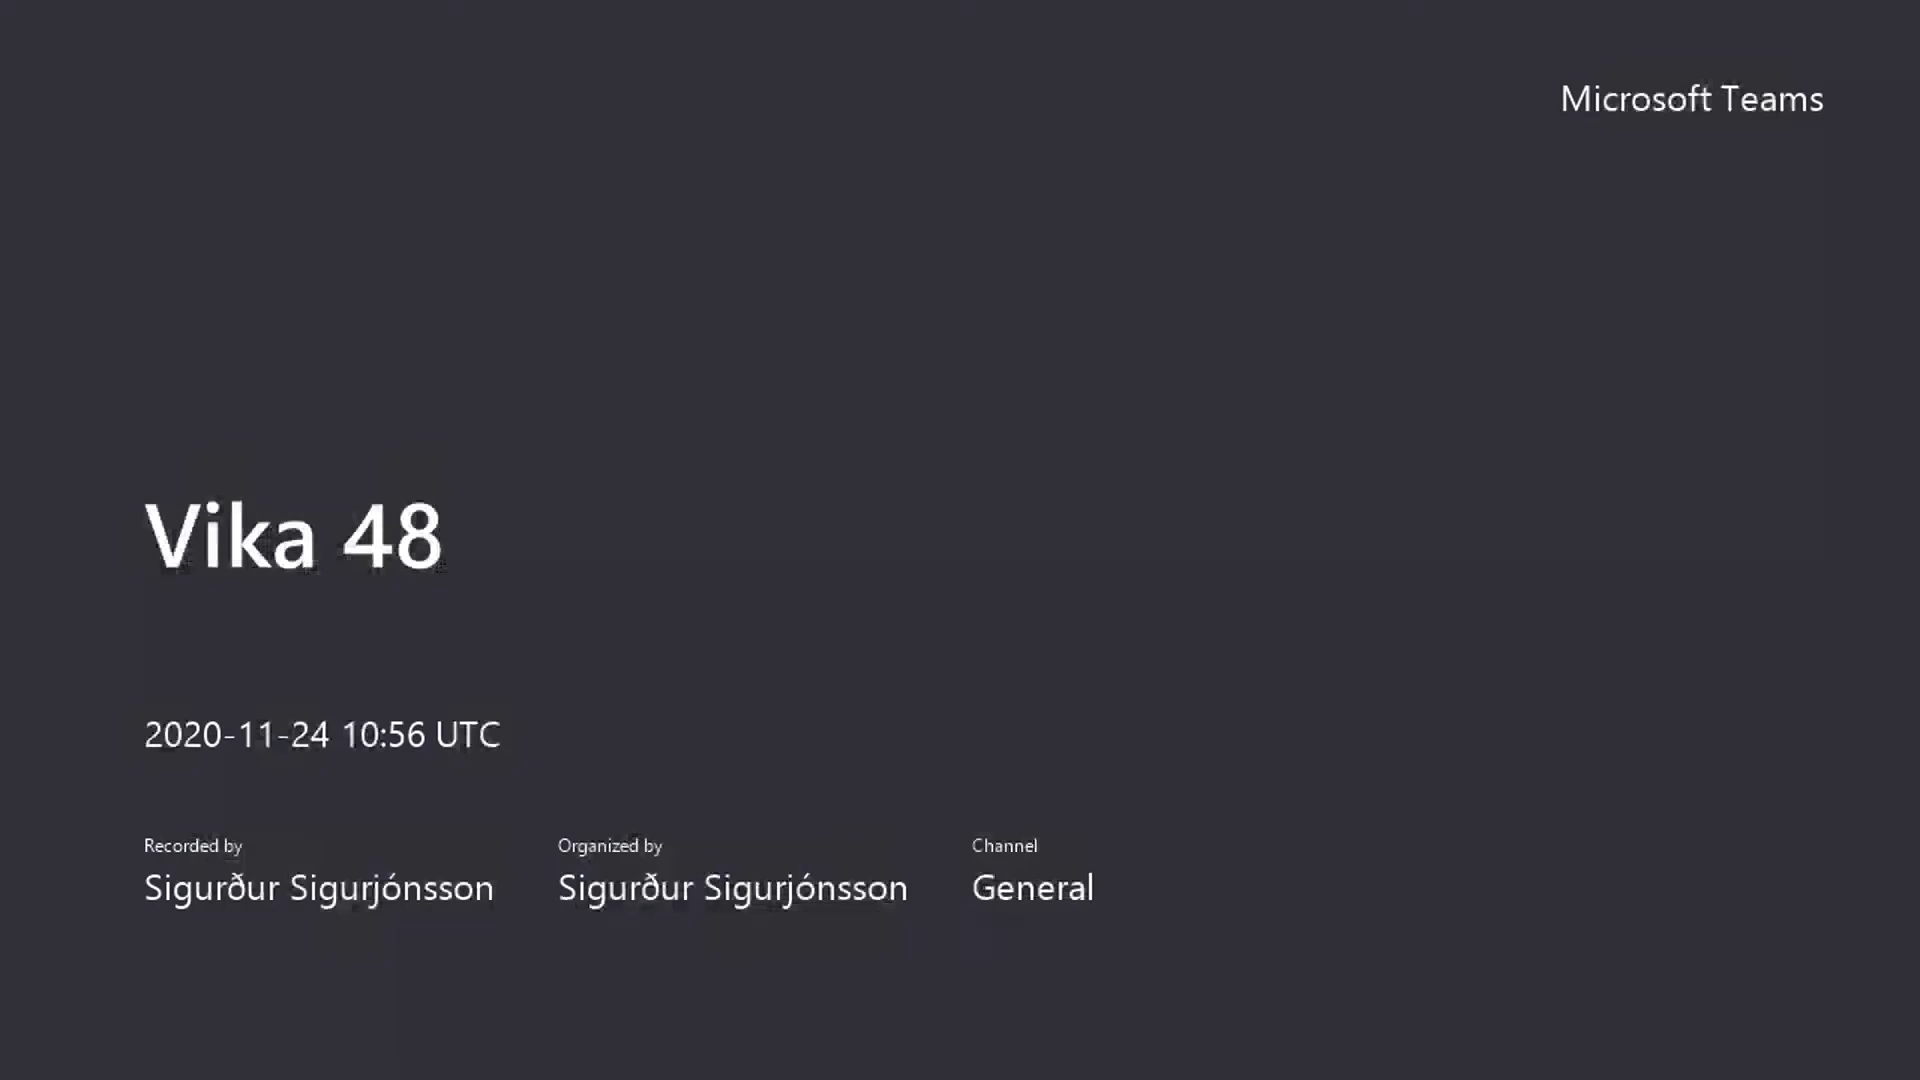 Microsoft Teams
Vika 48
2020-11-24 10:56 UTC
Recorded by
Sigurður Sigurjónsson
Organized by
Sigurður Sigurjónsson
Channel
General